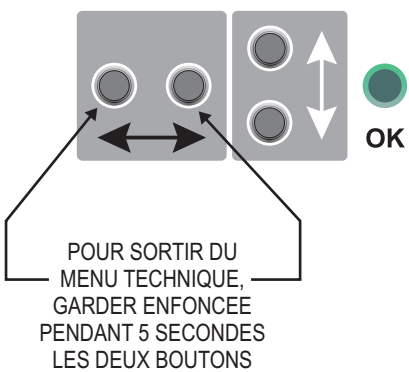 OK
POUR SORTIR DU
MENU TECHNIQUE,
GARDER ENFONCEE
PENDANT 5 SECONDES
LES DEUX BOUTONS